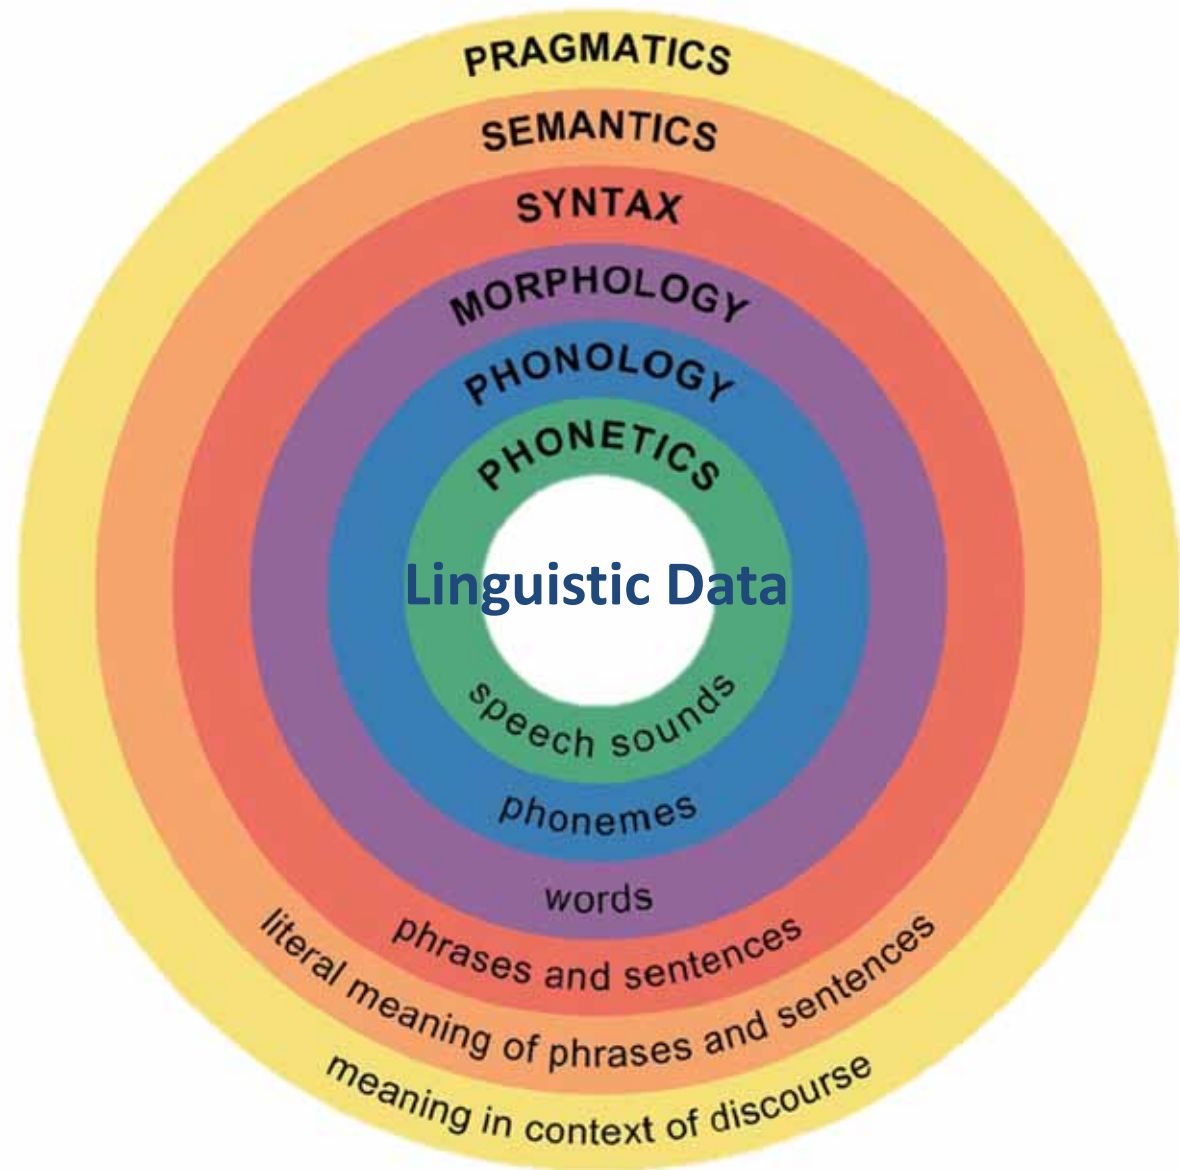 PRAGMATICS
SEMANTICS
SYNTAX
MORPHOLOGY
PHONOLOGY
PHONETICS
Linguistic Data
speech sounds
phonemes
words
phrases and sentences
literal meaning of phrases and sentences
meaning in context of discourse